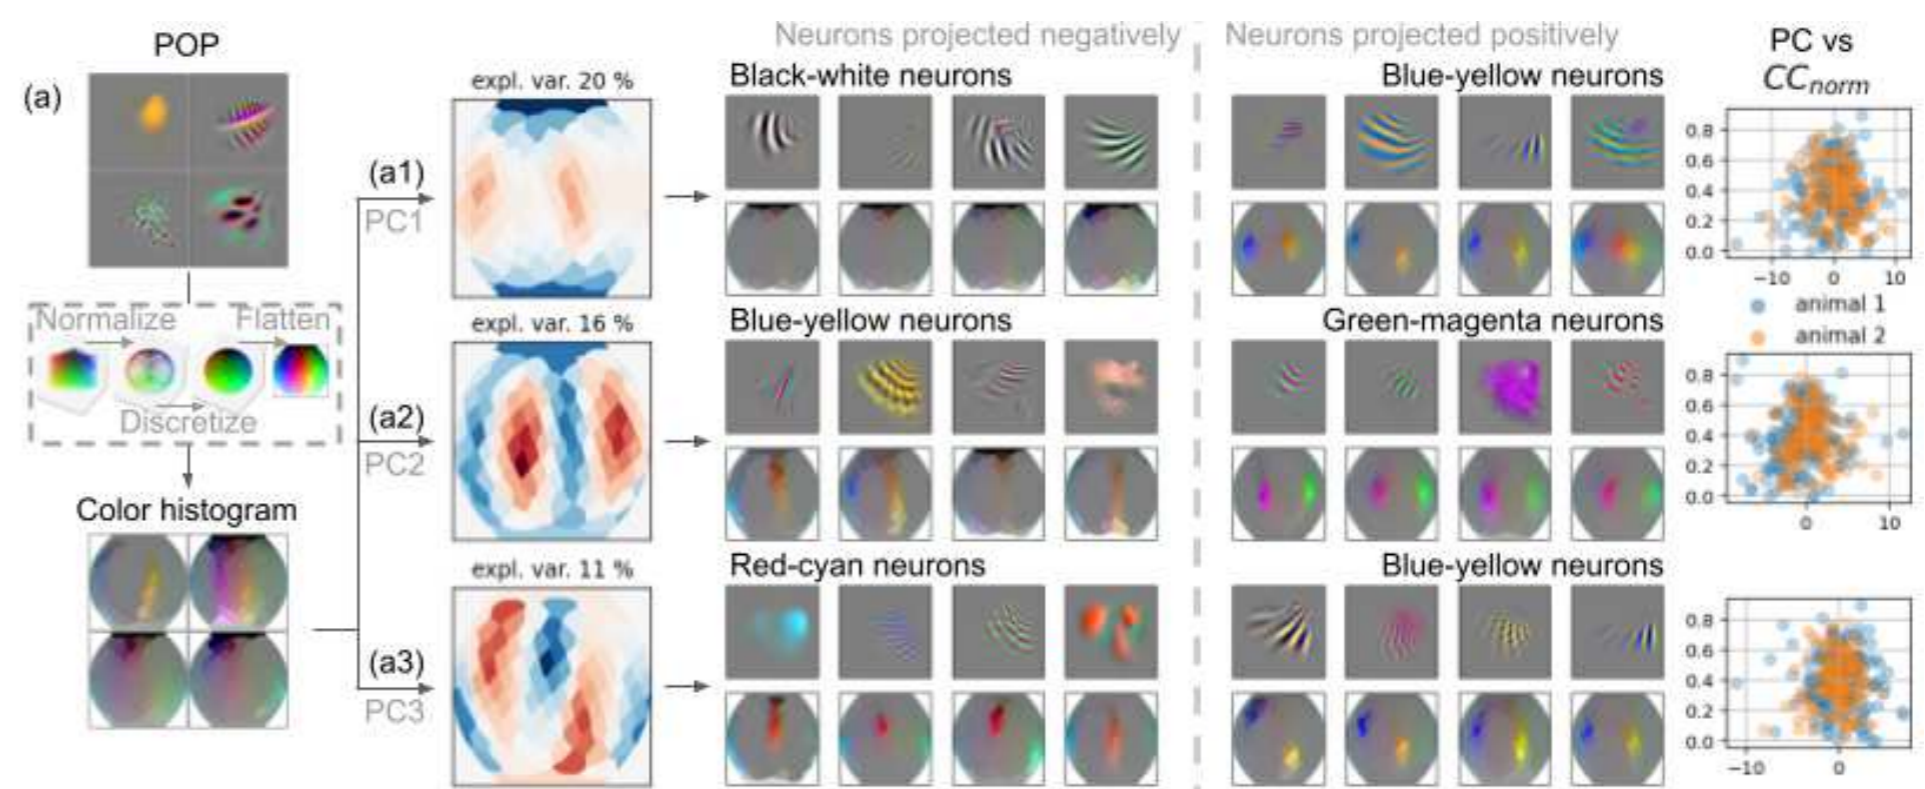 Neurons projected negatively
Neurons projected positively
PC vs
CCnorm
POP
(a)
expl. var. 20 %
Black-white neurons
Blue-yellow neurons
(a1)
PC1
0.8
0.6
0.4
0.2
0.0
−10
0
10
animal 1
animal 2
Normalize
Flatten
Discretize
expl. var. 16 %
Blue-yellow neurons
Green-magenta neurons
(a2)
PC2
0.8
0.6
0.4
0.2
0.0
0
10
Color histogram
expl. var. 11 %
Red-cyan neurons
Blue-yellow neurons
(a3)
PC3
0.8
0.6
0.4
0.2
0.0
−10
0